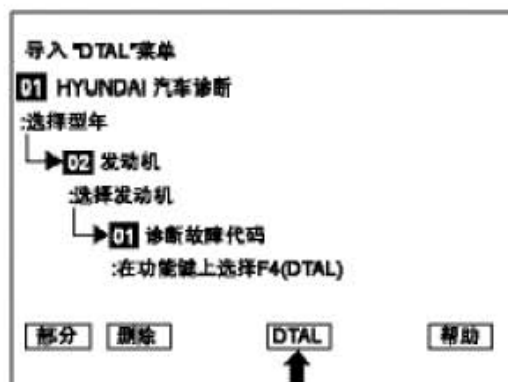 导入"DTAL"菜单
01 HYUNDAI 汽车诊断
:选择型年
02 发动机
:选择发动机
01 诊断故障代码
:在功能键上选择F4(DTAL)
部分 删除 DTAL 帮助